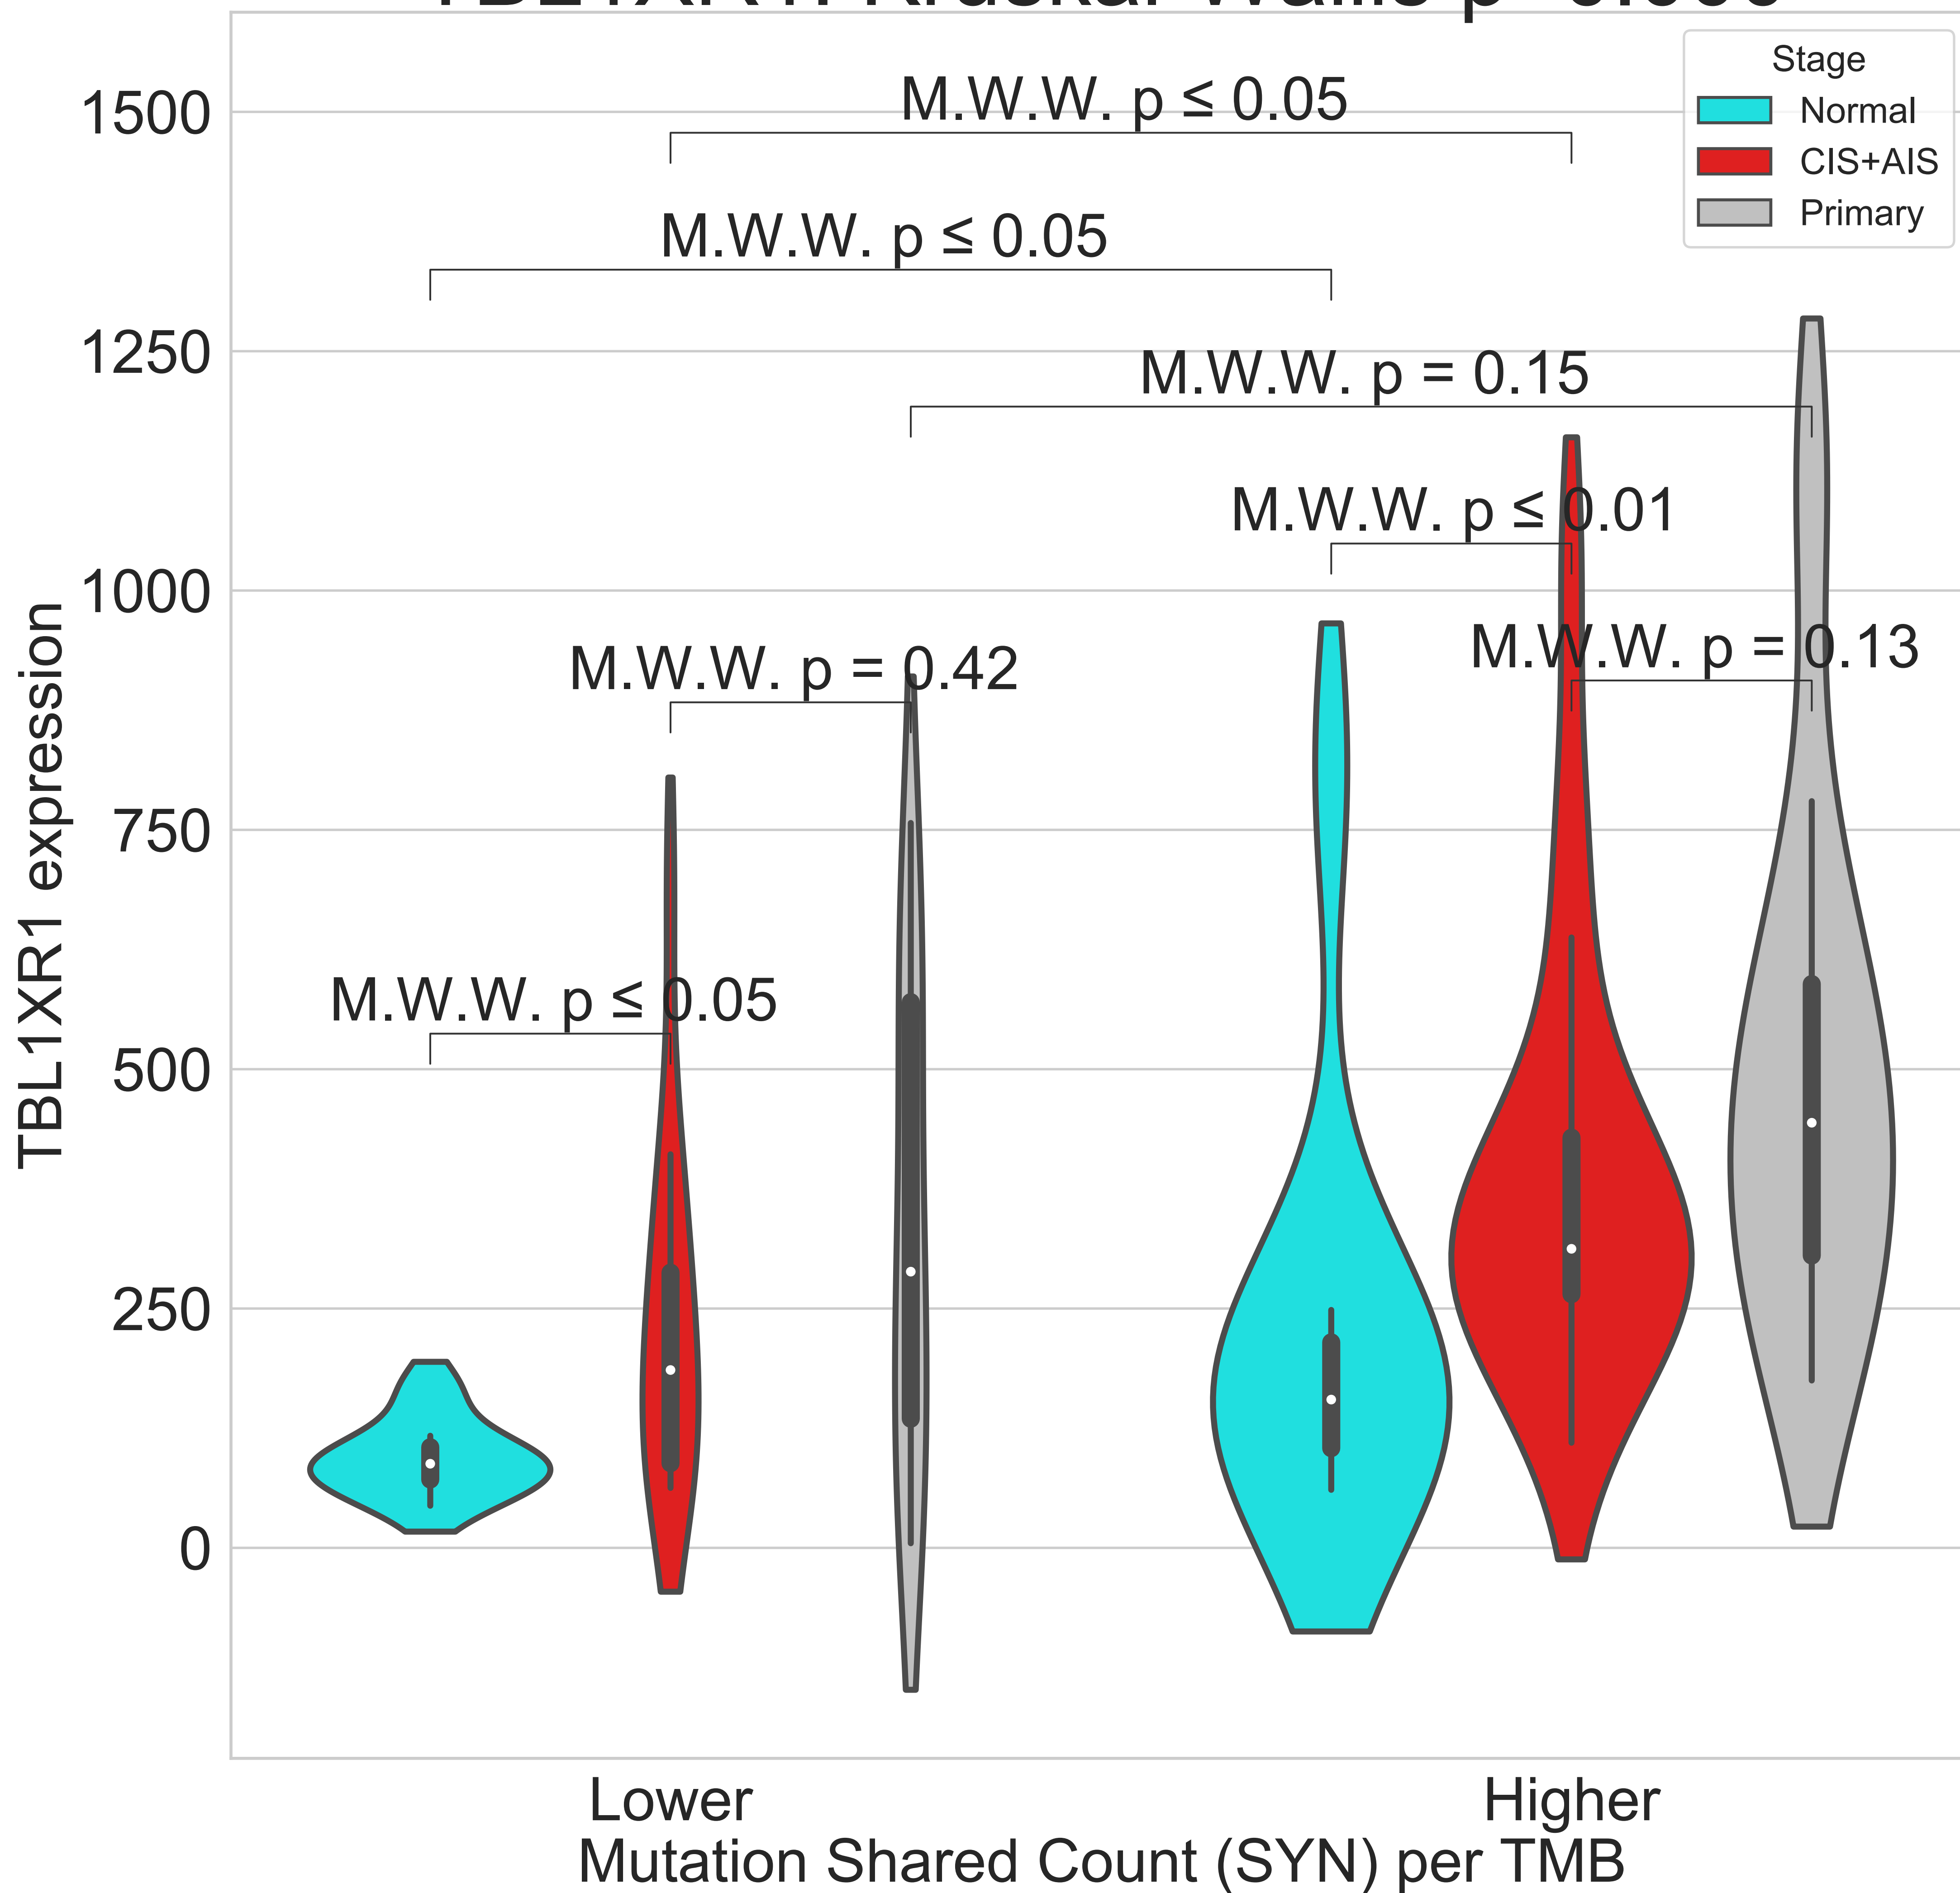 Stage
Normal
CIS+AIS
Primary
M.W.W. p ≤ 0.05
M.W.W. p ≤ 0.05
M.W.W. p = 0.15
M.W.W. p ≤ 0.01
M.W.W. p = 0.13
M.W.W. p = 0.42
M.W.W. p ≤ 0.05
1500
1250
1000
750
500
250
0
TBL1XR1 expression
Lower
Higher
Mutation Shared Count (SYN) per TMB